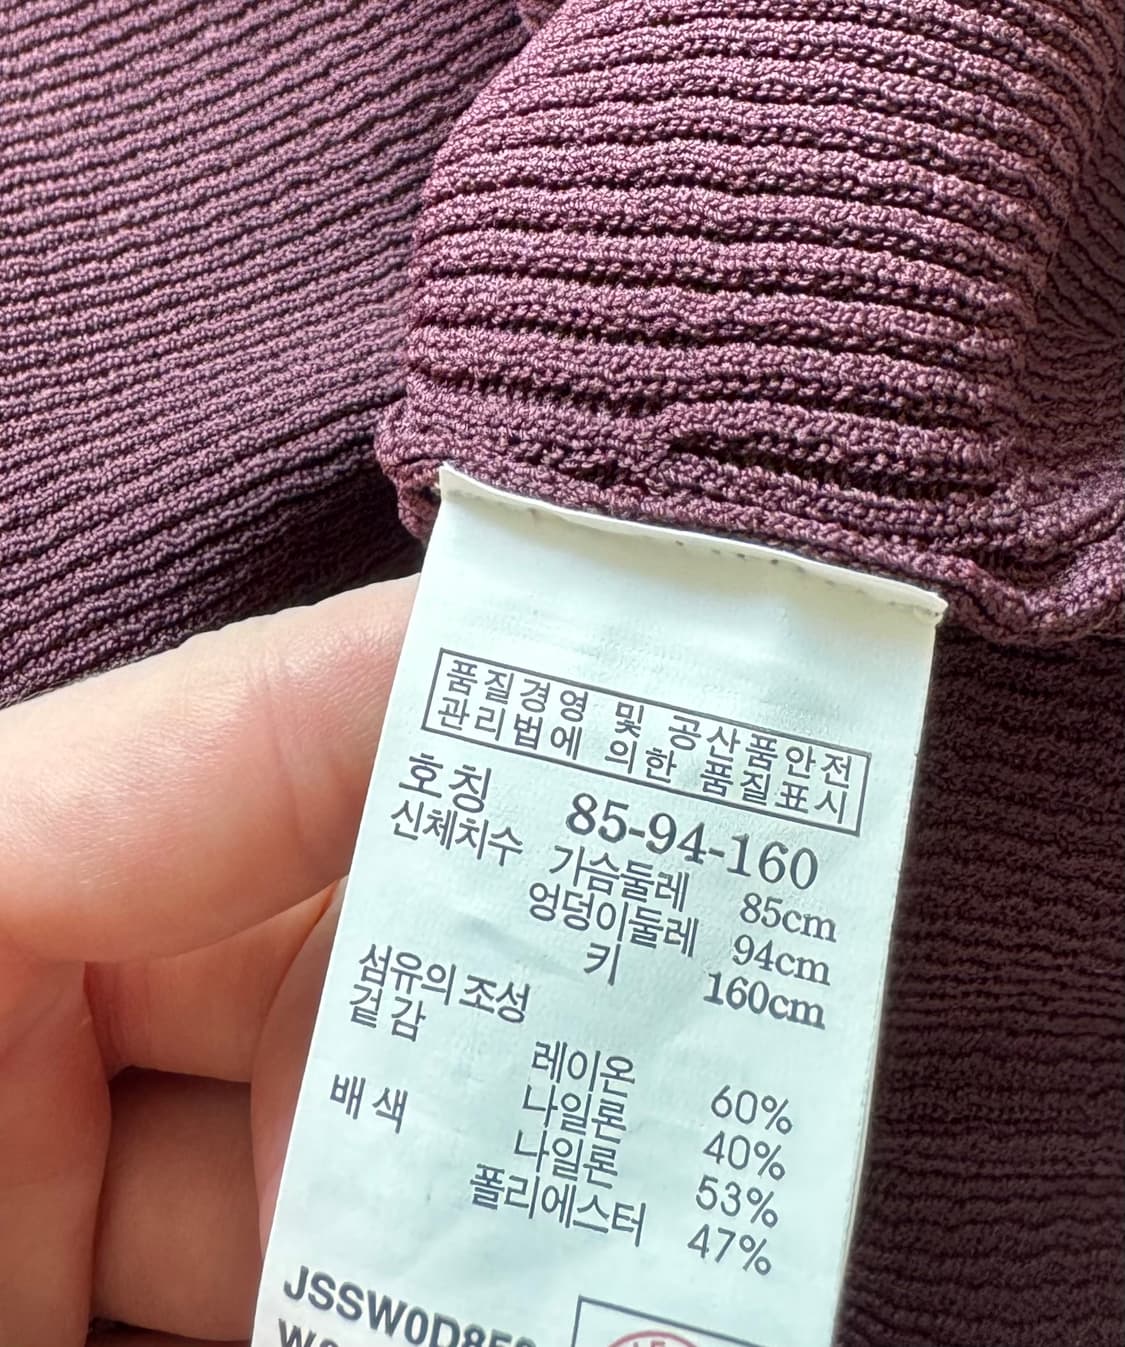 품질경영 및 공산품안전
관리법에 의한 품질표시
호칭 85-94-160
신체치수 가슴둘레 85cm
엉덩이둘레 94cm
키 160cm
섬유의 조성
겉감
레이온 60%
나일론 40%
배색
나일론 53%
폴리에스터 47%